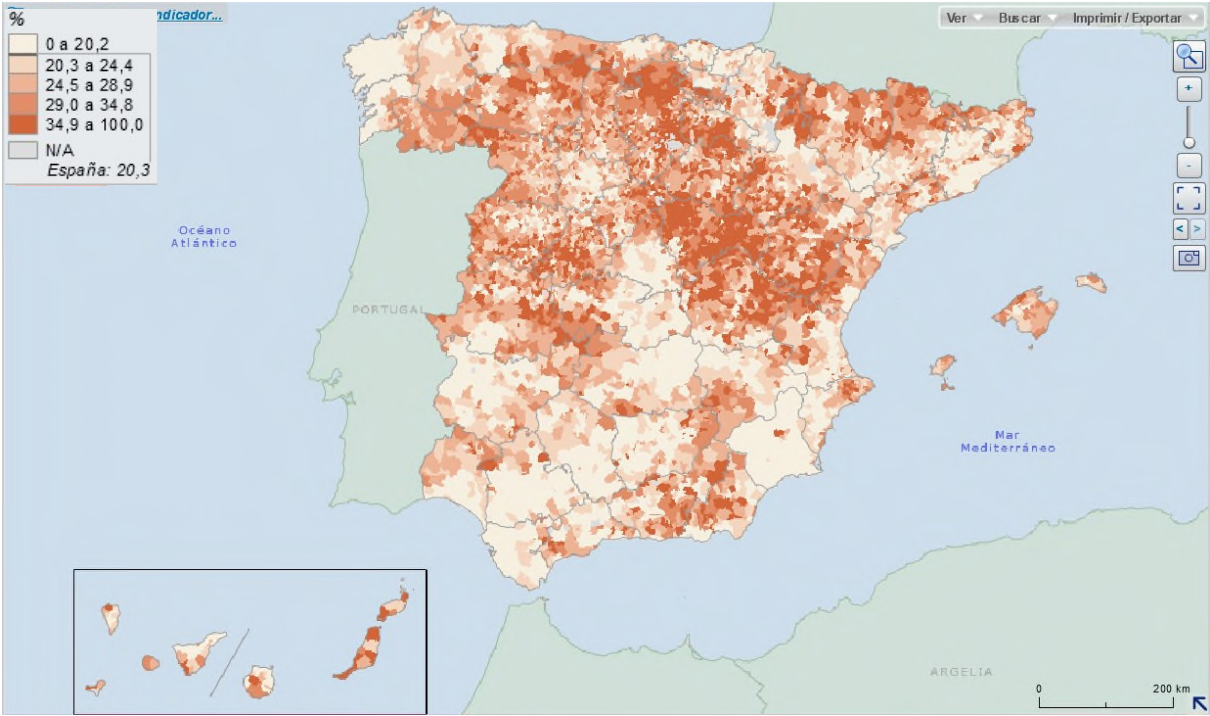 %
indicador...
0 a 20,2
20,3 a 24,4
24,5 a 28,9
29,0 a 34,8
34,9 a 100,0
N/A
España: 20,3
Ver
Buscar
Imprimir / Exportar
+
-
<
>
Océano
Atlántico
PORTUGAL
Mar
Mediterráneo
ARGELIA
0
200 km